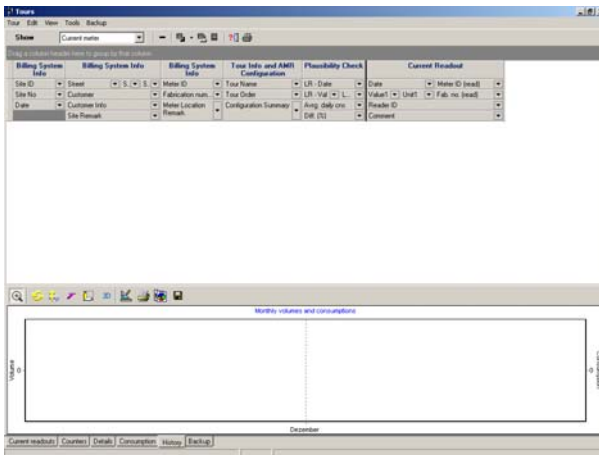 Tours
Tour Edit View Tools Backup
Show Current meter
Drag a column header here to group by that column
Billing System Info Billing System Info Billing System Info Tour Info and AMR Configuration Plausibility Check Current Readout
Site ID Street S. S. Meter ID Tour Name LR - Date Date Meter ID (read)
Site No Customer Fabrication num... Tour Order LR - Val L... Value1 Unit1 Fab. no. (read)
Date Customer Info Meter Location Remark Configuration Summary Avrg. daily cns Reader ID
Site Remark Diff. (%) Comment
3D
Monthly volumes and consumptions
Volume
0
0
Dezember
Current readouts Counters Details Consumption History Backup